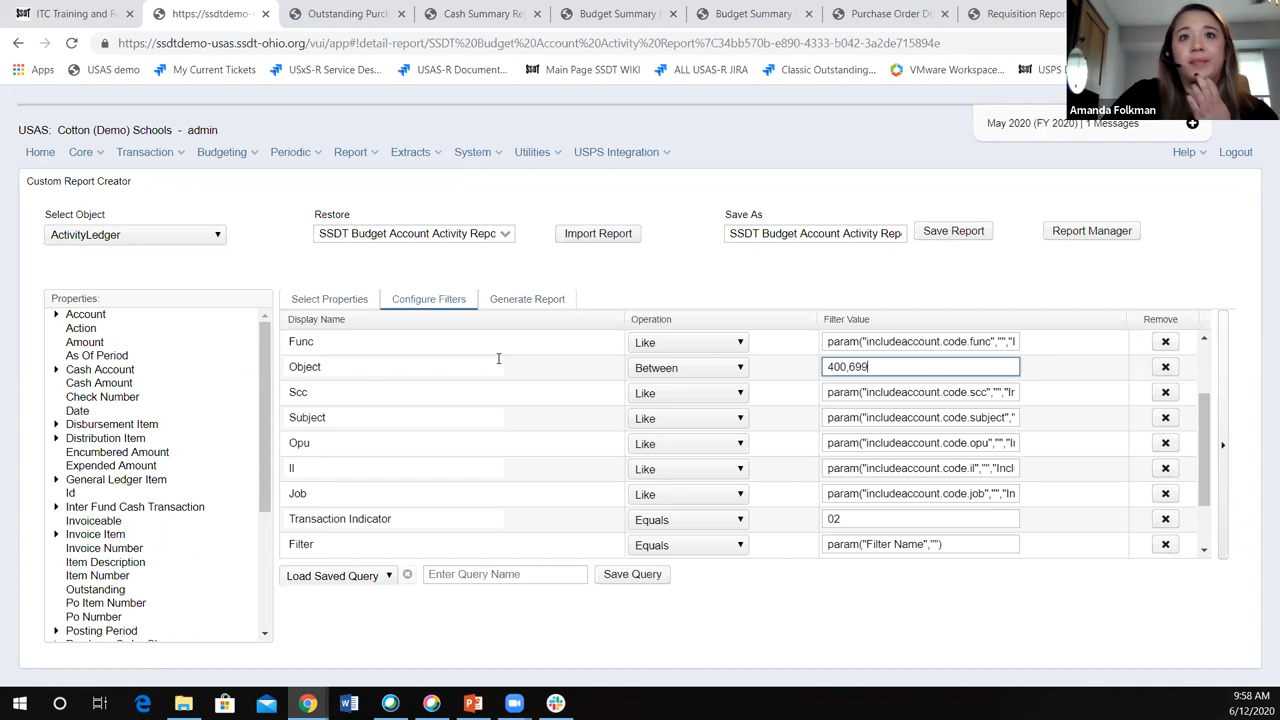 ITC Training and R
https://ssdtdemo-u
Outstanding Purch
Cash Summary Re
Budget Summary
Budget Summary
Purchase Order D
Requisition Report
https://ssdtdemo-usas.ssdt-ohio.org/vui/app#!detail-report/SSDT%20Budget%20Account%20Activity%20Report%7C34bb570b-e890-4333-b042-3a2de715894e
Apps USAS demo My Current Tickets USxS-R Service Des... USAS-R Document... Main Page SSDT WIKI ALL USAS-R JIRA Classic Outstanding... VMware Workspace... USPS
Amanda Folkman
May 2020 (FY 2020) | 1 Messages
USAS: Cotton (Demo) Schools - admin
Home Core Transaction Budgeting Periodic Report Extracts System Utilities USPS Integration Help Logout
Custom Report Creator
Select Object Restore Save As
ActivityLedger SSDT Budget Account Activity Repo Import Report SSDT Budget Account Activity Rep Save Report Report Manager
Properties: Select Properties Configure Filters Generate Report
Display Name Operation Filter Value Remove
Account
Action
Amount
As Of Period
Cash Account
Cash Amount
Check Number
Date
Disbursement Item
Distribution Item
Encumbered Amount
Expended Amount
General Ledger Item
Id
Inter Fund Cash Transaction
Invoiceable
Invoice Item
Invoice Number
Item Description
Item Number
Outstanding
Po Item Number
Po Number
Posting Period
Func Like param("includeaccount.code.func","","I
Object Between 400,699
Scc Like param("includeaccount.code.scc","","In
Subject Like param("includeaccount.code.subject","
Opu Like param("includeaccount.code.opu","","I
Il Like param("includeaccount.code.il","","Incl
Job Like param("includeaccount.code.job","","In
Transaction Indicator Equals 02
Filter Equals param("Filter Name","")
Load Saved Query Enter Query Name Save Query
9:58 AM
6/12/2020